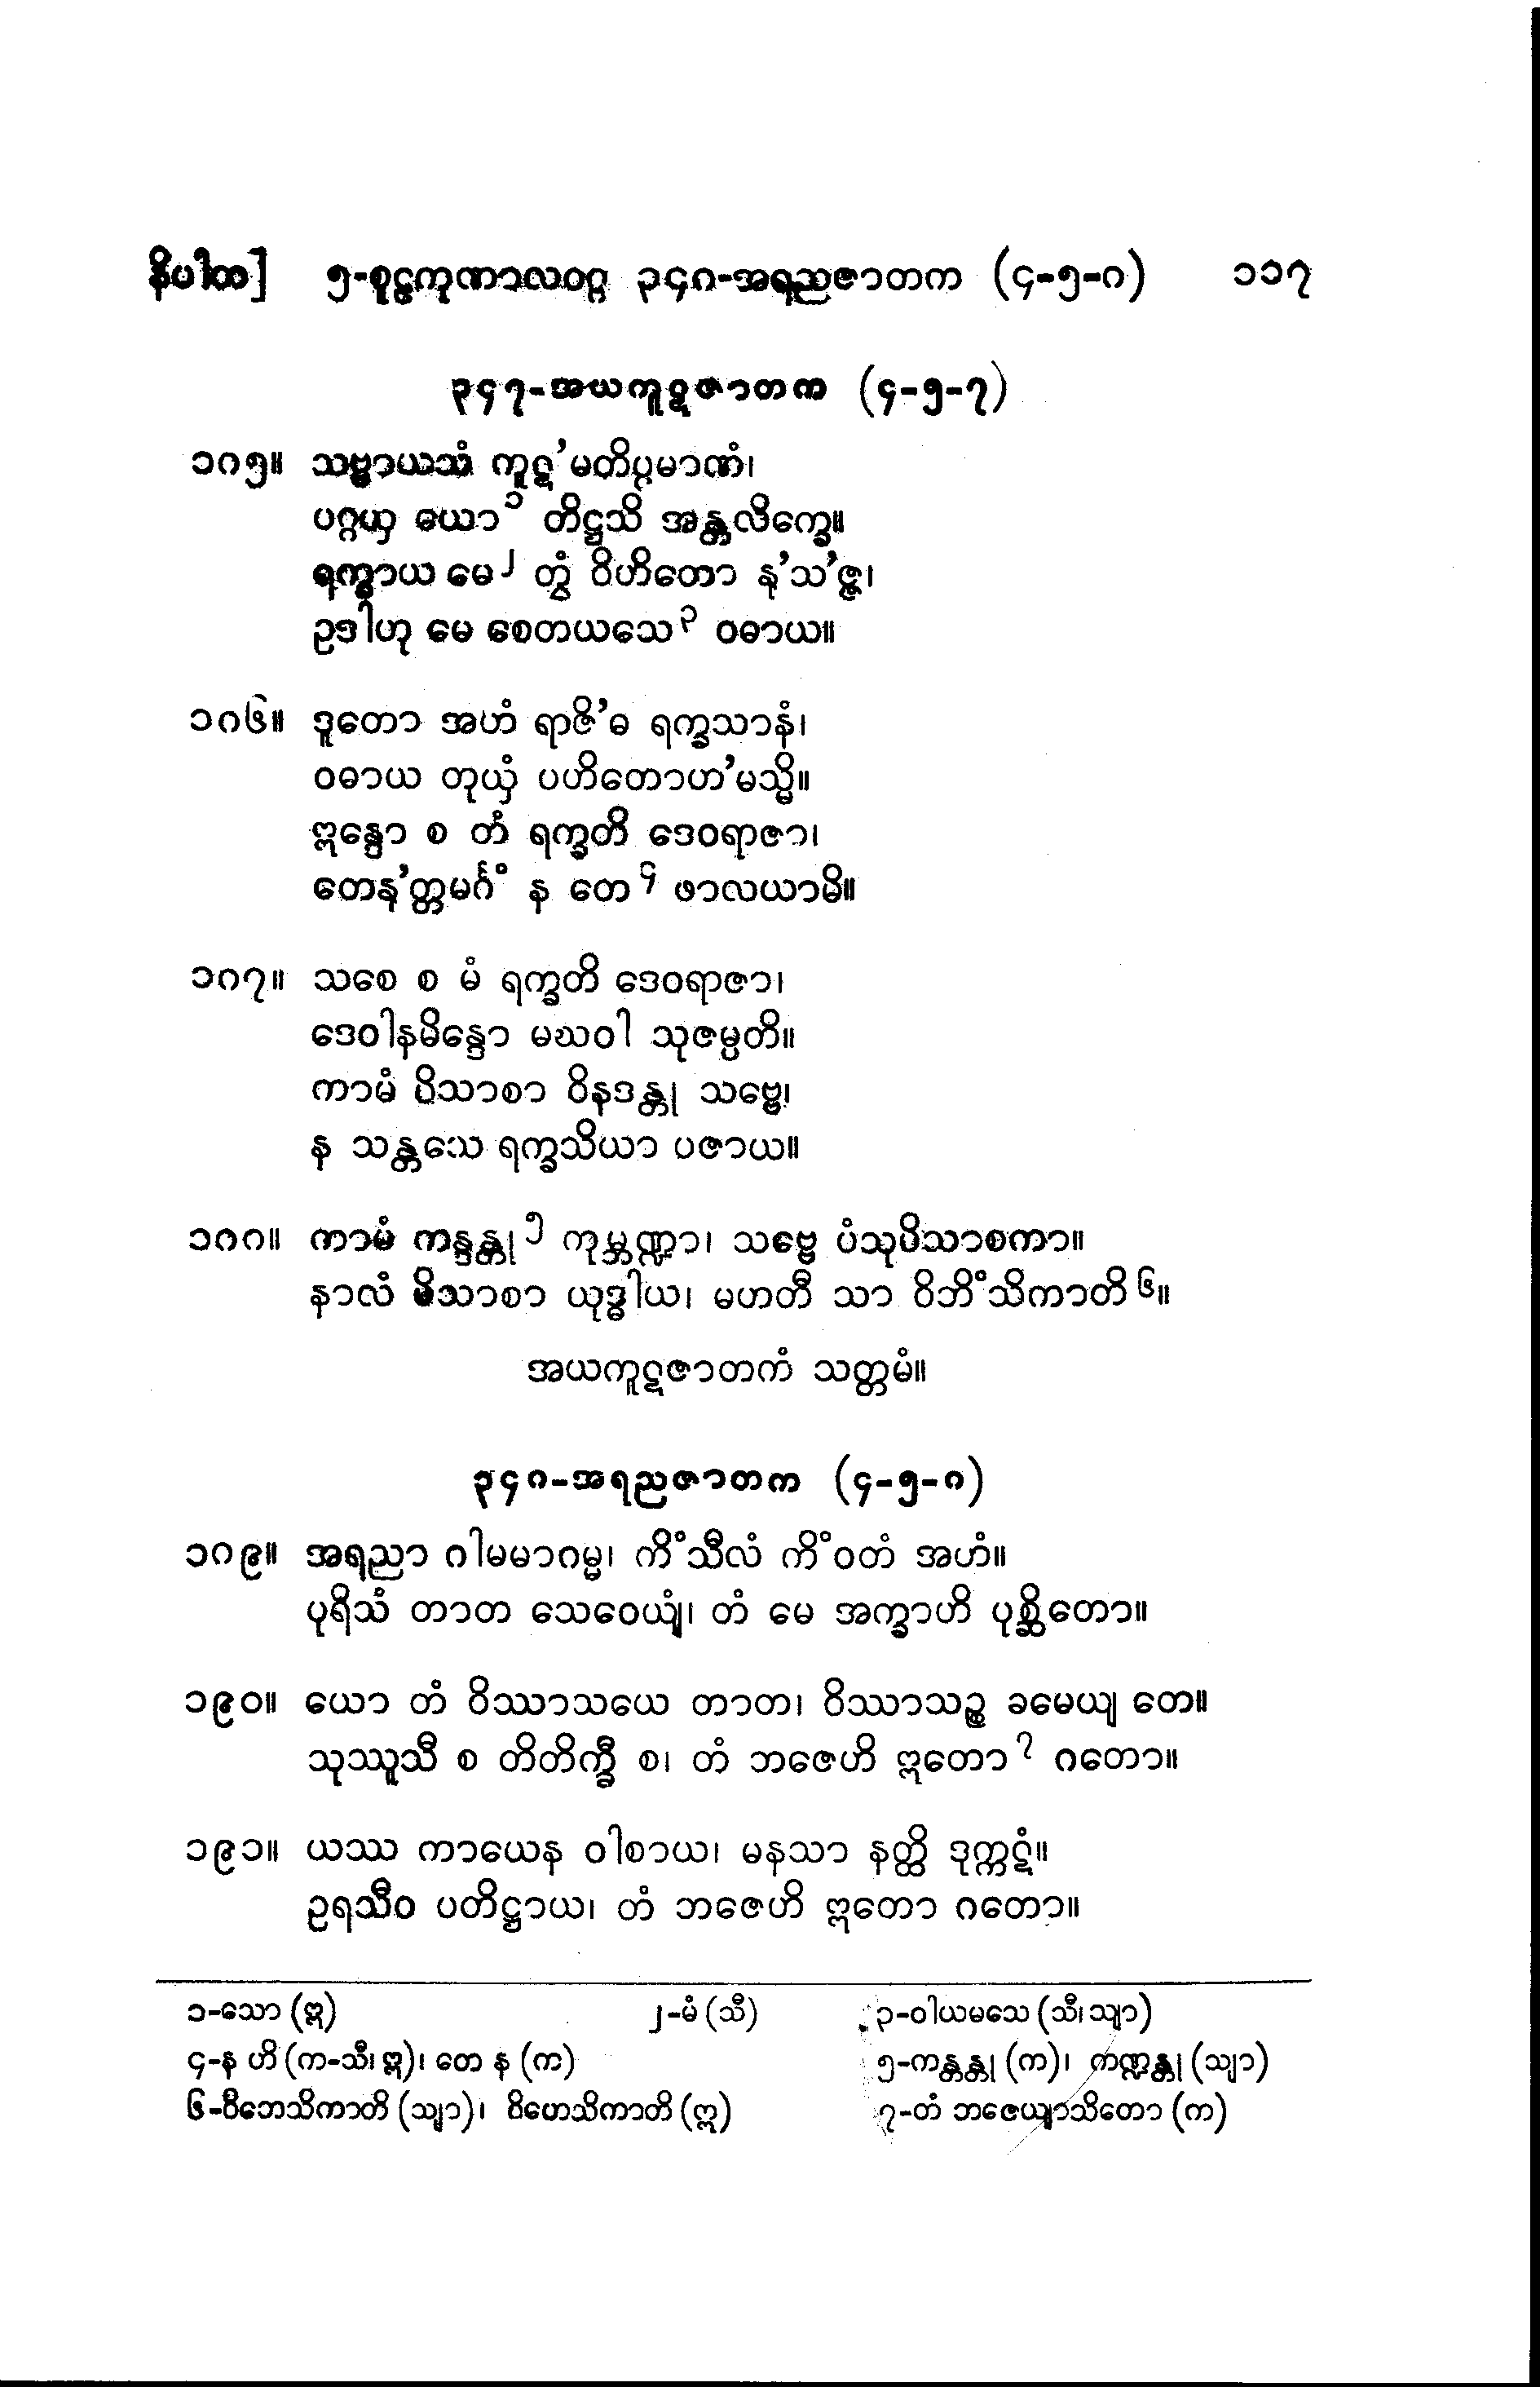 နိပါတ] ၅-စုဠကုဏာလဝဂ္ဂ ၃၄၈-အရညဇာတက (၄-၅-၈) ၁၁၇
၃၄၇-အယကူဋဇာတက (၄-၅-၇)
၁၈၅။ သဗ္ဗာယသံ ကူဋ'မတိပ္ပမာဏံ၊
ပဂ္ဂယှ ယော၁ တိဋ္ဌသိ အန္တလိက္ခေ။
ရက္ခာယ မေ၂ တွံ ဝိဟိတော နု'သ'ဇ္ဇ၊
ဥဒါဟု မေ စေတယသေ၃ ဝဓာယ။
၁၈၆။ ဒူတော အဟံ ရာဇိ'ဓ ရက္ခသာနံ၊
ဝဓာယ တုယှံ ပဟိတောဟ'မသ္မိ။
ဣန္ဒော စ တံ ရက္ခတိ ဒေဝရာဇာ၊
တေနု'တ္တမင်္ဂံ န တေ၄ ဖာလယာမိ။
၁၈၇။ သစေ စ မံ ရက္ခတိ ဒေဝရာဇာ၊
ဒေဝါနမိန္ဒော မဃဝါ သုဇမ္ပတိ။
ကာမံ ပိသာစာ ဝိနဒန္တု သဗ္ဗေ၊
န သန္တသေ ရက္ခသိယာ ပဇာယ။
၁၈၈။ ကာမံ ကန္ဒန္တု၅ ကုမ္ဘဏ္ဍာ၊ သဗ္ဗေ ပံသုပိသာစကာ။
နာလံ ပိသာစာ ယုဒ္ဓါယ၊ မဟတီ သာ ဝိဘိံသိကာတိ၆။
အယကူဋဇာတကံ သတ္တမံ။
၃၄၈-အရညဇာတက (၄-၅-၈)
၁၈၉။ အရညာ ဂါမမာဂမ္မ၊ ကိံသီလံ ကိံဝတံ အဟံ။
ပုရိသံ တာတ သေဝေယျံ၊ တံ မေ အက္ခာဟိ ပုစ္ဆိတော။
၁၉၀။ ယော တံ ဝိဿာသယေ တာတ၊ ဝိဿာသဉ္စ ခမေယျ တေ။
သုဿူသီ စ တိတိက္ခီ စ၊ တံ ဘဇေဟိ ဣတော၇ ဂတော။
၁၉၁။ ယဿ ကာယေန ဝါစာယ၊ မနသာ နတ္ထိ ဒုက္ကဋံ။
ဥရသီဝ ပတိဋ္ဌာယ၊ တံ ဘဇေဟိ ဣတော ဂတော။
၁-သော (ဣ) ၂-မံ (သီ) ၃-ဝါယမသေ (သီ၊ သျာ)
၄-န ဟိ (က-သီ၊ ဣ)၊ တေ န (က) ၅-ကန္တန္တု (က)၊ ကဏ္ဍန္တု (သျာ)
၆-ဝိဘေသိကာတိ (သျာ)၊ ဝိဟေသိကာတိ (ဣ) ၇-တံ ဘဇေယျာသိတော (က)